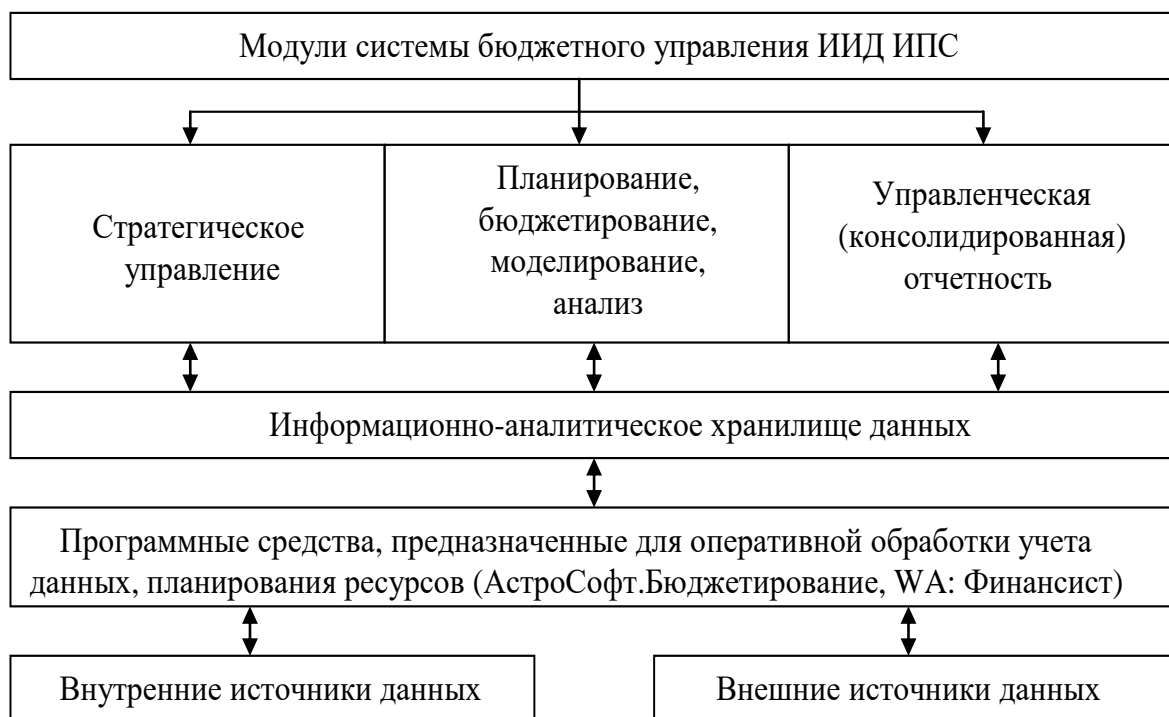 Модули системы бюджетного управления ИИД ИПС
Стратегическое
управление
Планирование,
бюджетирование,
моделирование,
анализ
Управленческая
(консолидированная)
отчетность
Информационно-аналитическое хранилище данных
Программные средства, предназначенные для оперативной обработки учета
данных, планирования ресурсов (АстроСофт.Бюджетирование, WA: Финансист)
Внутренние источники данных
Внешние источники данных